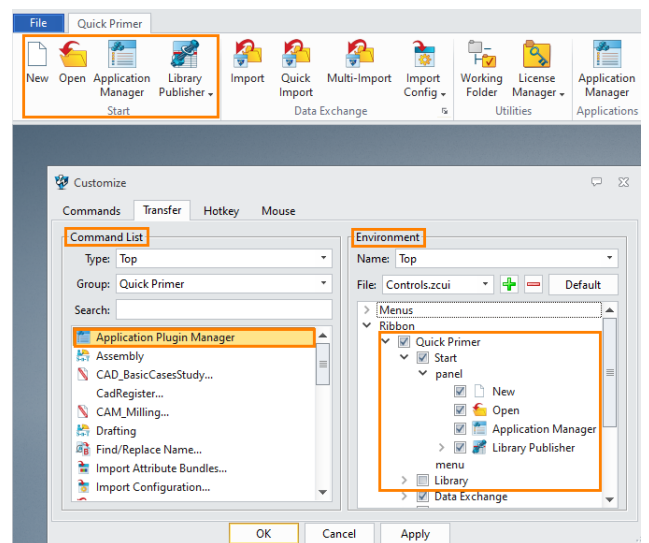 File Quick Primer
New Open Application Manager Library Publisher Import Quick Import Multi-Import Import Config Working Folder License Manager Application Manager
Start Data Exchange Utilities Applications
Customize
Commands Transfer Hotkey Mouse
Command List
Type: Top
Group: Quick Primer
Search:
Application Plugin Manager
Assembly
CAD_BasicCasesStudy...
CadRegister...
CAM_Milling...
Drafting
Find/Replace Name...
Import Attribute Bundles...
Import Configuration...
Environment
Name: Top
File: Controls.zcui Default
Menus
Ribbon
Quick Primer
Start
panel
New
Open
Application Manager
Library Publisher
menu
Library
Data Exchange
OK Cancel Apply